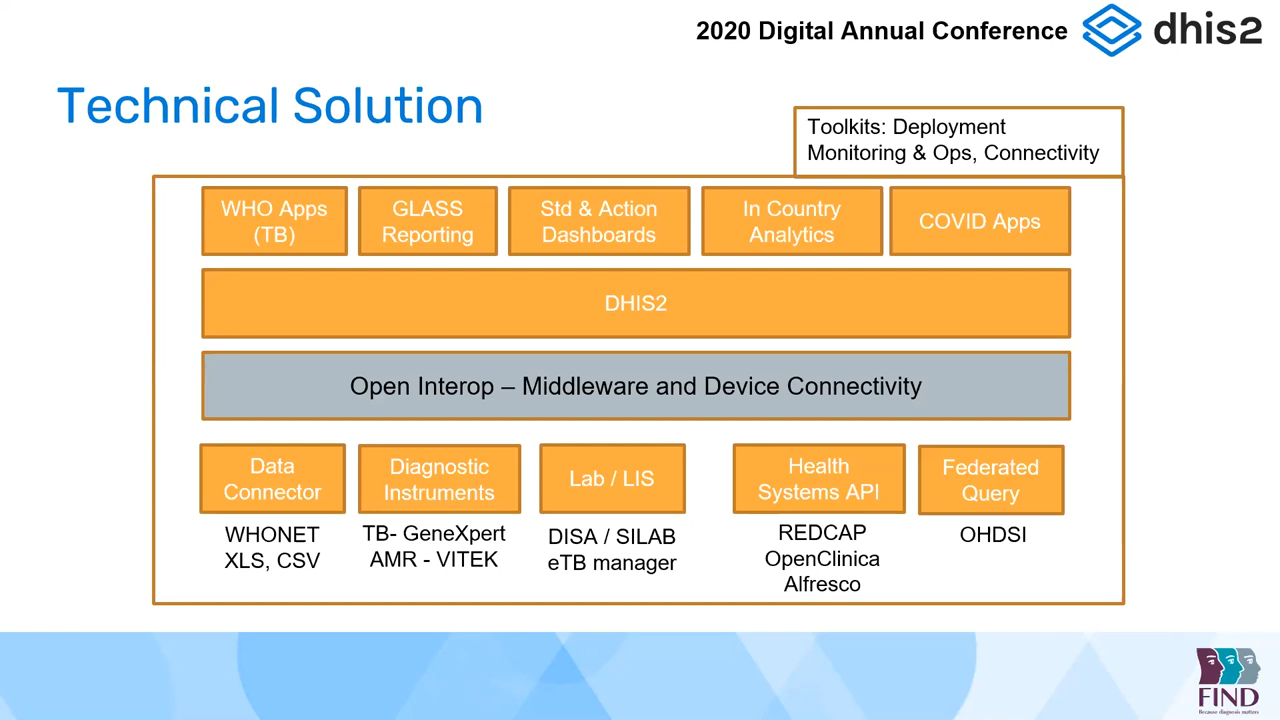 2020 Digital Annual Conference
dhis2
Technical Solution
Toolkits: Deployment
Monitoring & Ops, Connectivity
WHO Apps
(TB)
GLASS
Reporting
Std & Action
Dashboards
In Country
Analytics
COVID Apps
DHIS2
Open Interop – Middleware and Device Connectivity
Data
Connector
Diagnostic
Instruments
Lab / LIS
Health
Systems API
Federated
Query
WHONET
XLS, CSV
TB- GeneXpert
AMR - VITEK
DISA / SILAB
eTB manager
REDCAP
OpenClinica
Alfresco
OHDSI
FIND
Because diagnosis matters